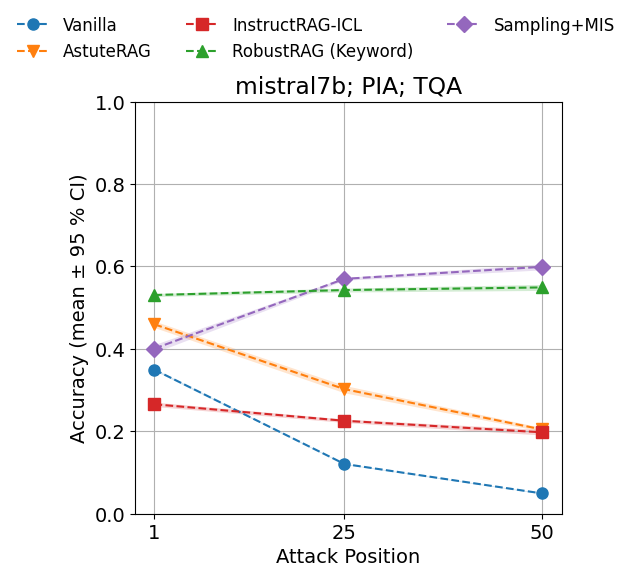 Vanilla
AstuteRAG
InstructRAG-ICL
RobustRAG (Keyword)
Sampling+MIS
mistral7b; PIA; TQA
Accuracy (mean ± 95 % CI)
1.0
0.8
0.6
0.4
0.2
0.0
1 25 50
Attack Position